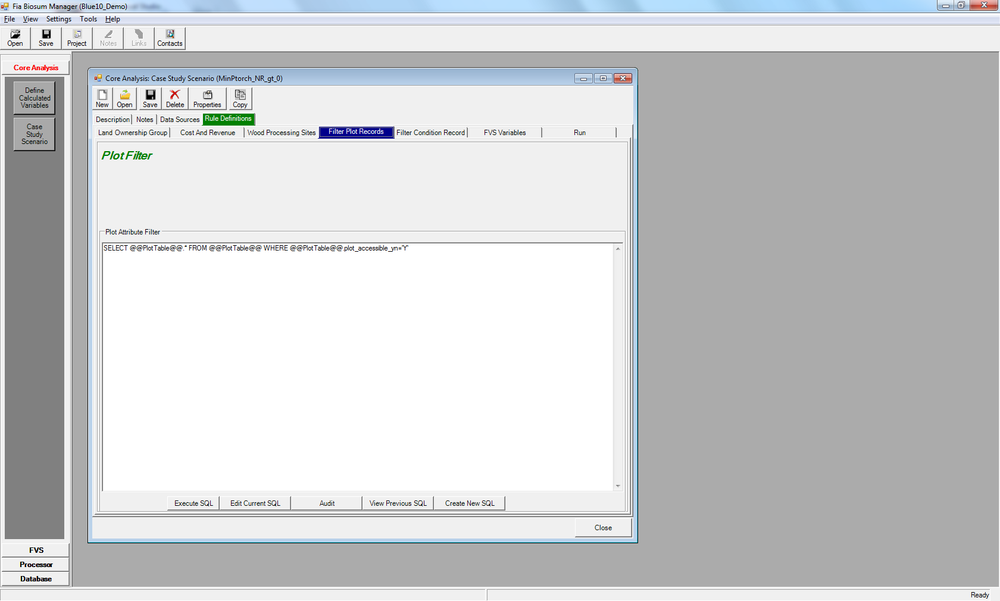 Fia Biosum Manager (Blue10_Demo)
File View Settings Tools Help
Open Save Project Notes Links Contacts
Core Analysis
Define
Calculated
Variables
Case
Study
Scenario
Core Analysis: Case Study Scenario (MinPtorch_NR_gt_0)
New Open Save Delete Properties Copy
Description Notes Data Sources Rule Definitions
Land Ownership Group Cost And Revenue Wood Processing Sites Filter Plot Records Filter Condition Record FVS Variables Run
Plot Filter
Plot Attribute Filter
SELECT @@PlotTable@@.* FROM @@PlotTable@@ WHERE @@PlotTable@@.plot_accessible_yn='Y'
Execute SQL Edit Current SQL Audit View Previous SQL Create New SQL
Close
FVS
Processor
Database
Ready